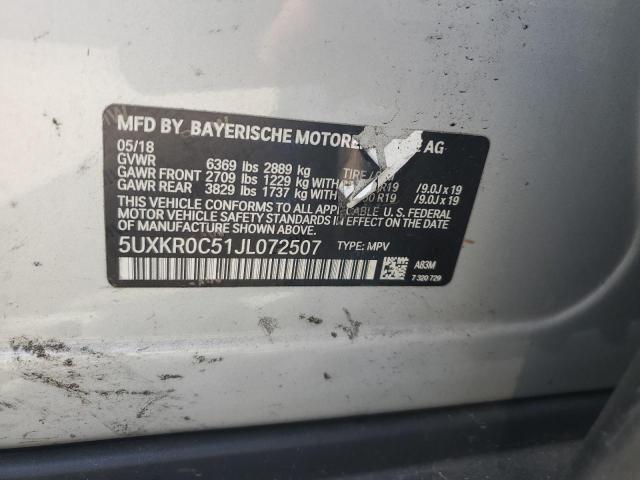 MFD BY BAYERISCHE MOTORE AG
05/18
GVWR 6369 lbs 2889 kg
GAWR FRONT 2709 lbs 1229 kg WITH R19 /9.0J x 19
GAWR REAR 3829 lbs 1737 kg WITH R19 /9.0J x 19
THIS VEHICLE CONFORMS TO ALL APPLICABLE U.S. FEDERAL
MOTOR VEHICLE SAFETY STANDARDS IN EFFECT ON THE
DATE OF MANUFACTURE SHOWN ABOVE.
5UXKR0C51JL072507 TYPE: MPV
A83M
7 320 729